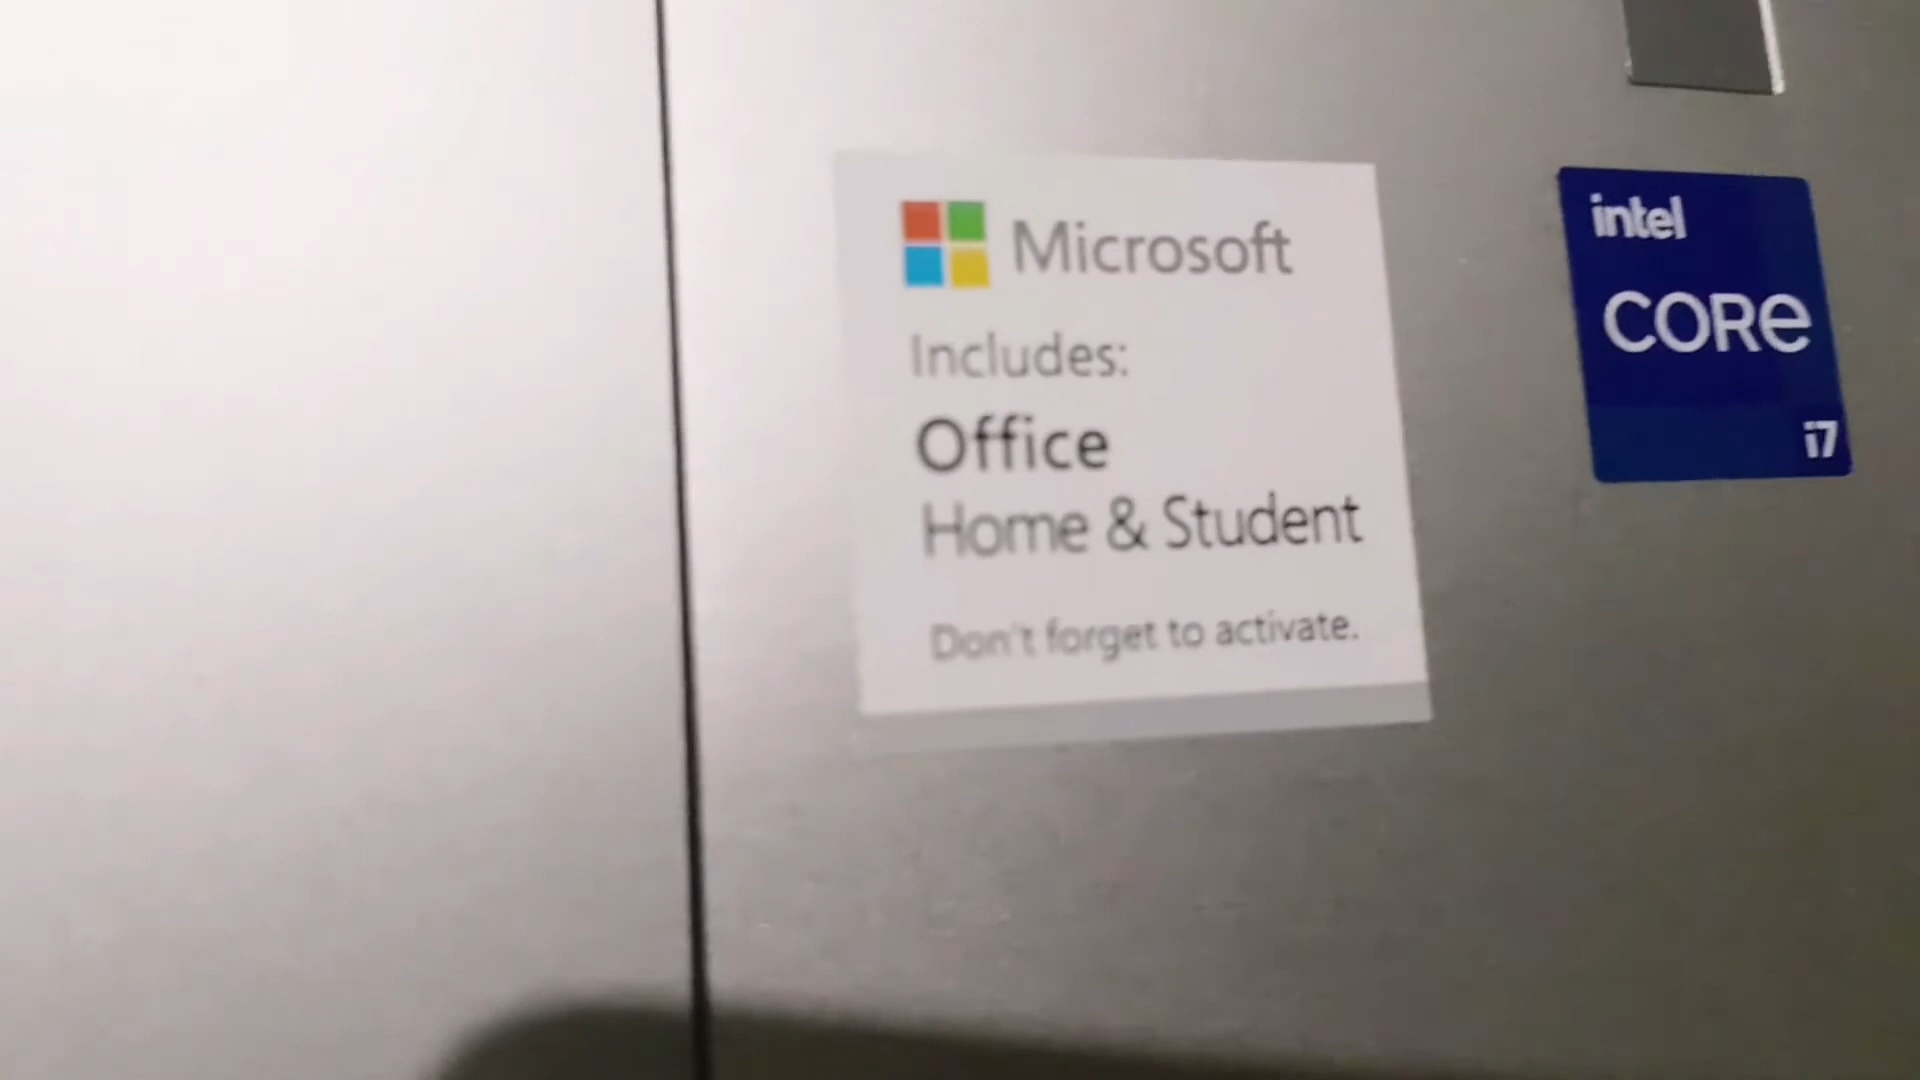 Microsoft
Includes:
Office
Home & Student
Don't forget to activate.
intel
CORe
i7